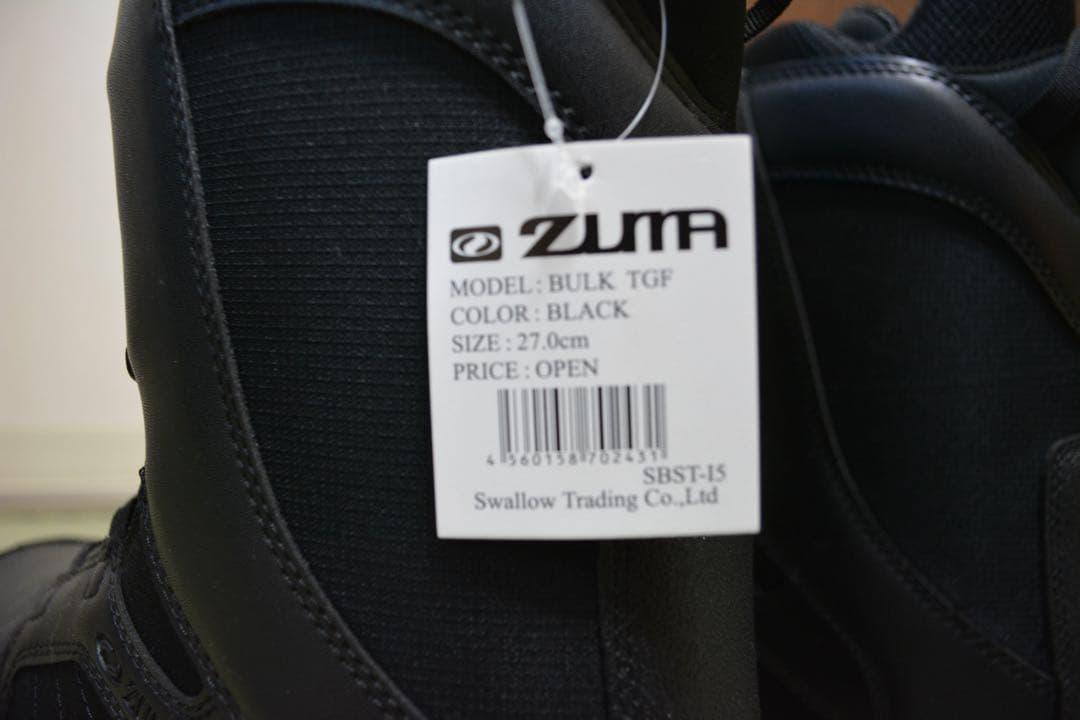 ZUMA
MODEL : BULK TGF
COLOR : BLACK
SIZE : 27.0cm
PRICE : OPEN
4 560158 702431
SBST-I5
Swallow Trading Co.,Ltd